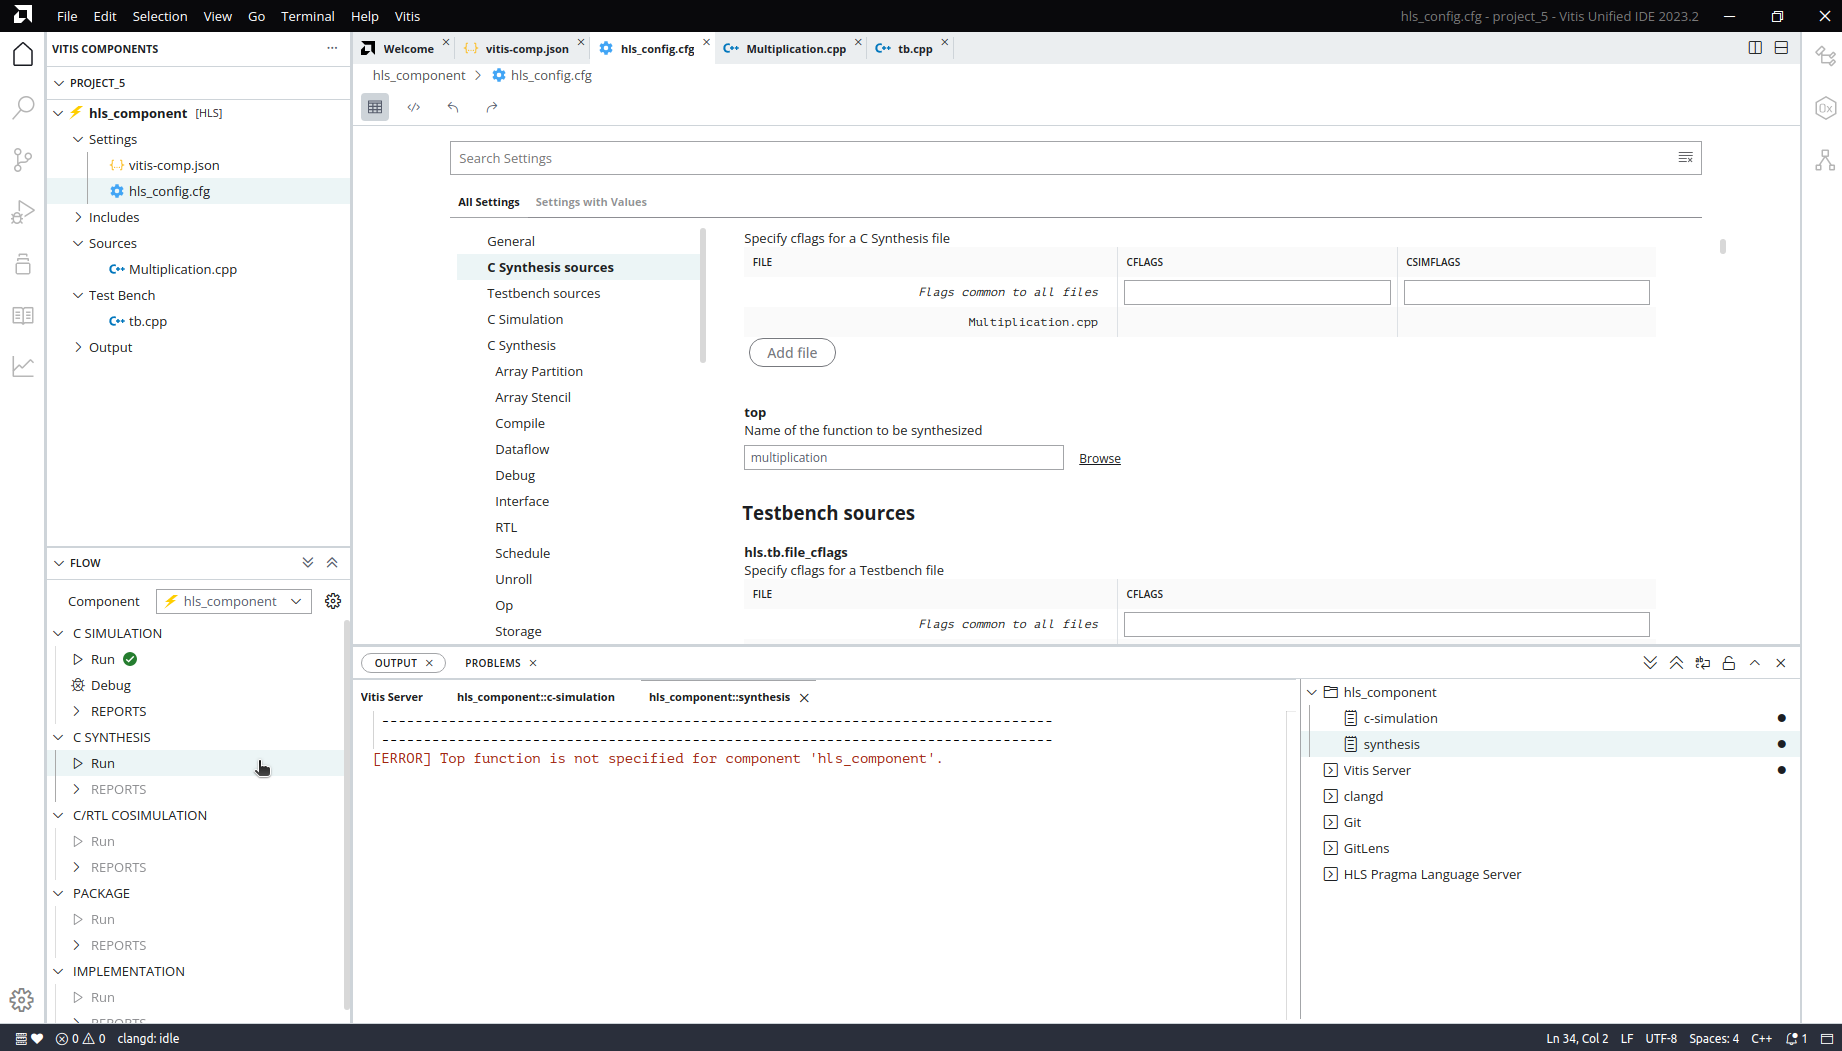 File Edit Selection View Go Terminal Help Vitis
hls_config.cfg - project_5 - Vitis Unified IDE 2023.2
VITIS COMPONENTS
PROJECT_5
hls_component [HLS]
Settings
{..} vitis-comp.json
hls_config.cfg
Includes
Sources
C++ Multiplication.cpp
Test Bench
C++ tb.cpp
Output
FLOW
Component hls_component
C SIMULATION
Run
Debug
REPORTS
C SYNTHESIS
Run
REPORTS
C/RTL COSIMULATION
Run
REPORTS
PACKAGE
Run
REPORTS
IMPLEMENTATION
Run
REPORTS
Welcome {..} vitis-comp.json hls_config.cfg C++ Multiplication.cpp C++ tb.cpp
hls_component > hls_config.cfg
</>
Search Settings
All Settings Settings with Values
General
C Synthesis sources
Testbench sources
C Simulation
C Synthesis
Array Partition
Array Stencil
Compile
Dataflow
Debug
Interface
RTL
Schedule
Unroll
Op
Storage
Specify cflags for a C Synthesis file
FILE CFLAGS CSIMFLAGS
Flags common to all files
Multiplication.cpp
Add file
top
Name of the function to be synthesized
multiplication Browse
Testbench sources
hls.tb.file_cflags
Specify cflags for a Testbench file
FILE CFLAGS
Flags common to all files
OUTPUT PROBLEMS
Vitis Server hls_component::c-simulation hls_component::synthesis
--------------------------------------------------------------------------------
--------------------------------------------------------------------------------
[ERROR] Top function is not specified for component 'hls_component'.
hls_component
c-simulation
synthesis
Vitis Server
clangd
Git
GitLens
HLS Pragma Language Server
0x
0 0 clangd: idle
Ln 34, Col 2 LF UTF-8 Spaces: 4 C++ 1